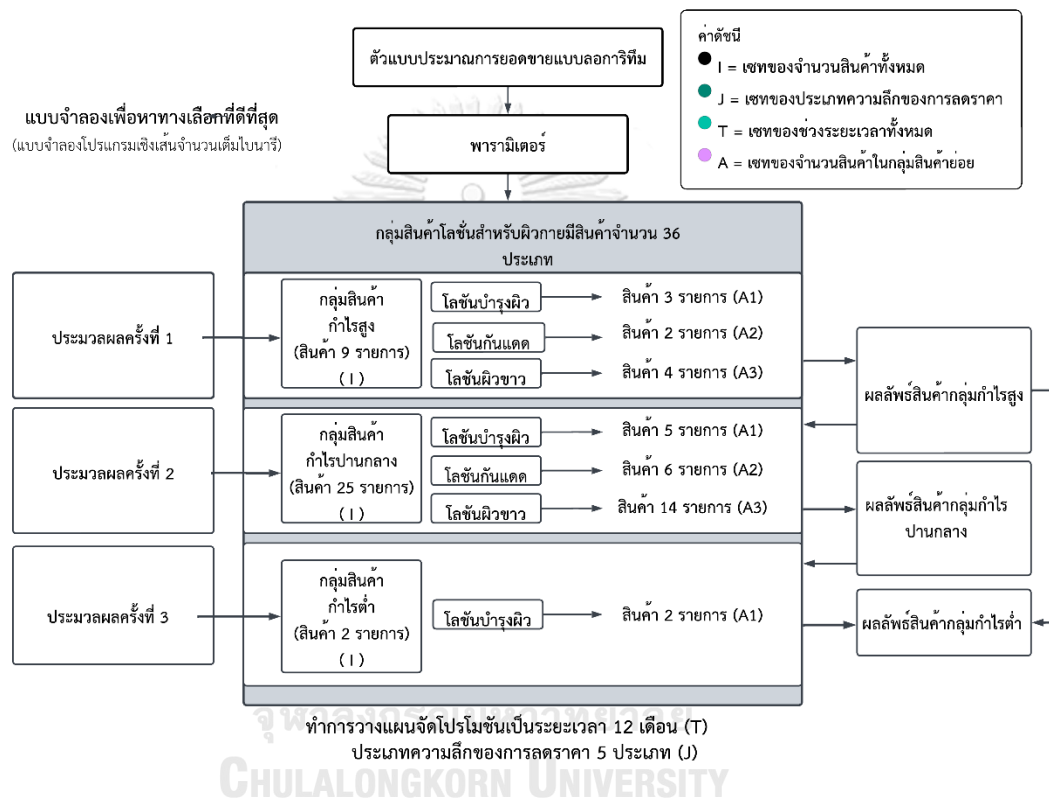 ตัวแบบประมาณการยอดขายแบบลอการิทึม
ค่าดัชนี
I = เซทของจำนวนสินค้าทั้งหมด
J = เซทของประเภทความลึกของการลดราคา
T = เซทของช่วงระยะเวลาทั้งหมด
A = เซทของจำนวนสินค้าในกลุ่มสินค้าย่อย
แบบจำลองเพื่อหาทางเลือกที่ดีที่สุด
(แบบจำลองโปรแกรมเชิงเส้นจำนวนเต็มไบนารี)
พารามิเตอร์
กลุ่มสินค้าโลชั่นสำหรับผิวกายมีสินค้าจำนวน 36
ประเภท
ประมวลผลครั้งที่ 1
กลุ่มสินค้า
กำไรสูง
(สินค้า 9 รายการ)
( I )
โลชันบำรุงผิว
สินค้า 3 รายการ (A1)
โลชันกันแดด
สินค้า 2 รายการ (A2)
โลชันผิวขาว
สินค้า 4 รายการ (A3)
ผลลัพธ์สินค้ากลุ่มกำไรสูง
ประมวลผลครั้งที่ 2
กลุ่มสินค้า
กำไรปานกลาง
(สินค้า 25 รายการ)
( I )
โลชันบำรุงผิว
สินค้า 5 รายการ (A1)
โลชันกันแดด
สินค้า 6 รายการ (A2)
โลชันผิวขาว
สินค้า 14 รายการ (A3)
ผลลัพธ์สินค้ากลุ่มกำไร
ปานกลาง
ประมวลผลครั้งที่ 3
กลุ่มสินค้า
กำไรต่ำ
(สินค้า 2 รายการ)
( I )
โลชันบำรุงผิว
สินค้า 2 รายการ (A1)
ผลลัพธ์สินค้ากลุ่มกำไรต่ำ
จุฬาลงกรณ์มหาวิทยาลัย
ทำการวางแผนจัดโปรโมชันเป็นระยะเวลา 12 เดือน (T)
ประเภทความลึกของการลดราคา 5 ประเภท (J)
CHULALONGKORN UNIVERSITY